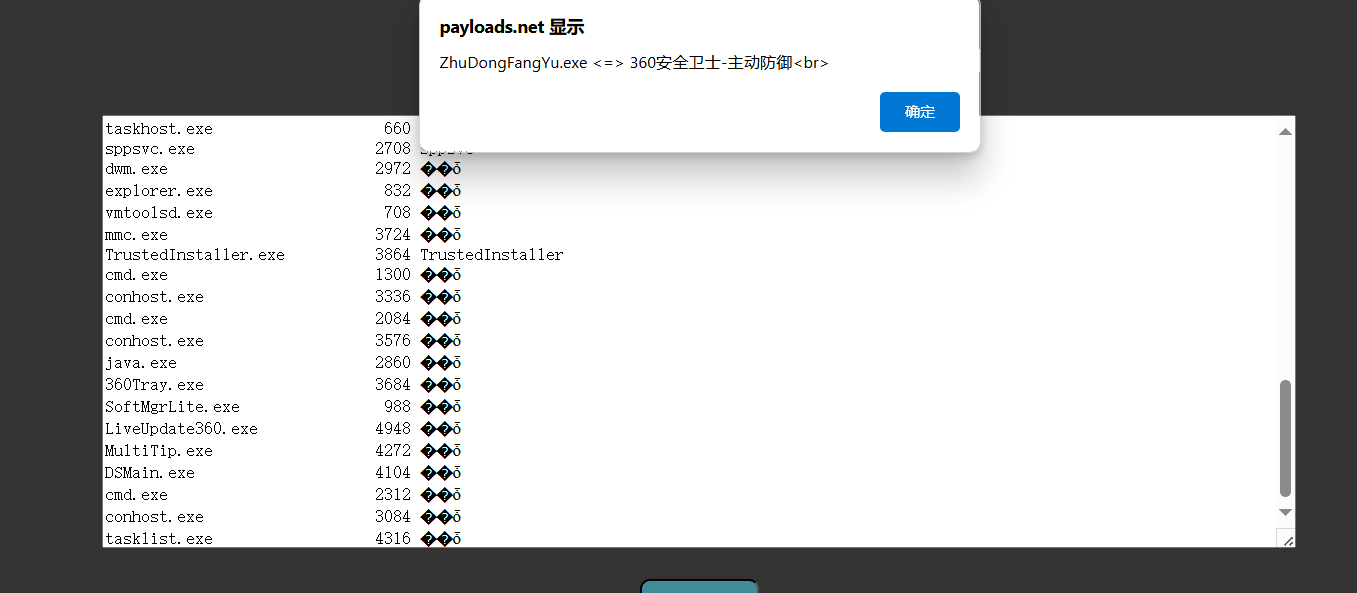 payloads.net 显示
ZhuDongFangYu.exe <=> 360安全卫士-主动防御<br>
确定
taskhost.exe 660
sppsvc.exe 2708 sppsvc
dwm.exe 2972 ��δ
explorer.exe 832 ��δ
vmtoolsd.exe 708 ��δ
mmc.exe 3724 ��δ
TrustedInstaller.exe 3864 TrustedInstaller
cmd.exe 1300 ��δ
conhost.exe 3336 ��δ
cmd.exe 2084 ��δ
conhost.exe 3576 ��δ
java.exe 2860 ��δ
360Tray.exe 3684 ��δ
SoftMgrLite.exe 988 ��δ
LiveUpdate360.exe 4948 ��δ
MultiTip.exe 4272 ��δ
DSMain.exe 4104 ��δ
cmd.exe 2312 ��δ
conhost.exe 3084 ��δ
tasklist.exe 4316 ��δ